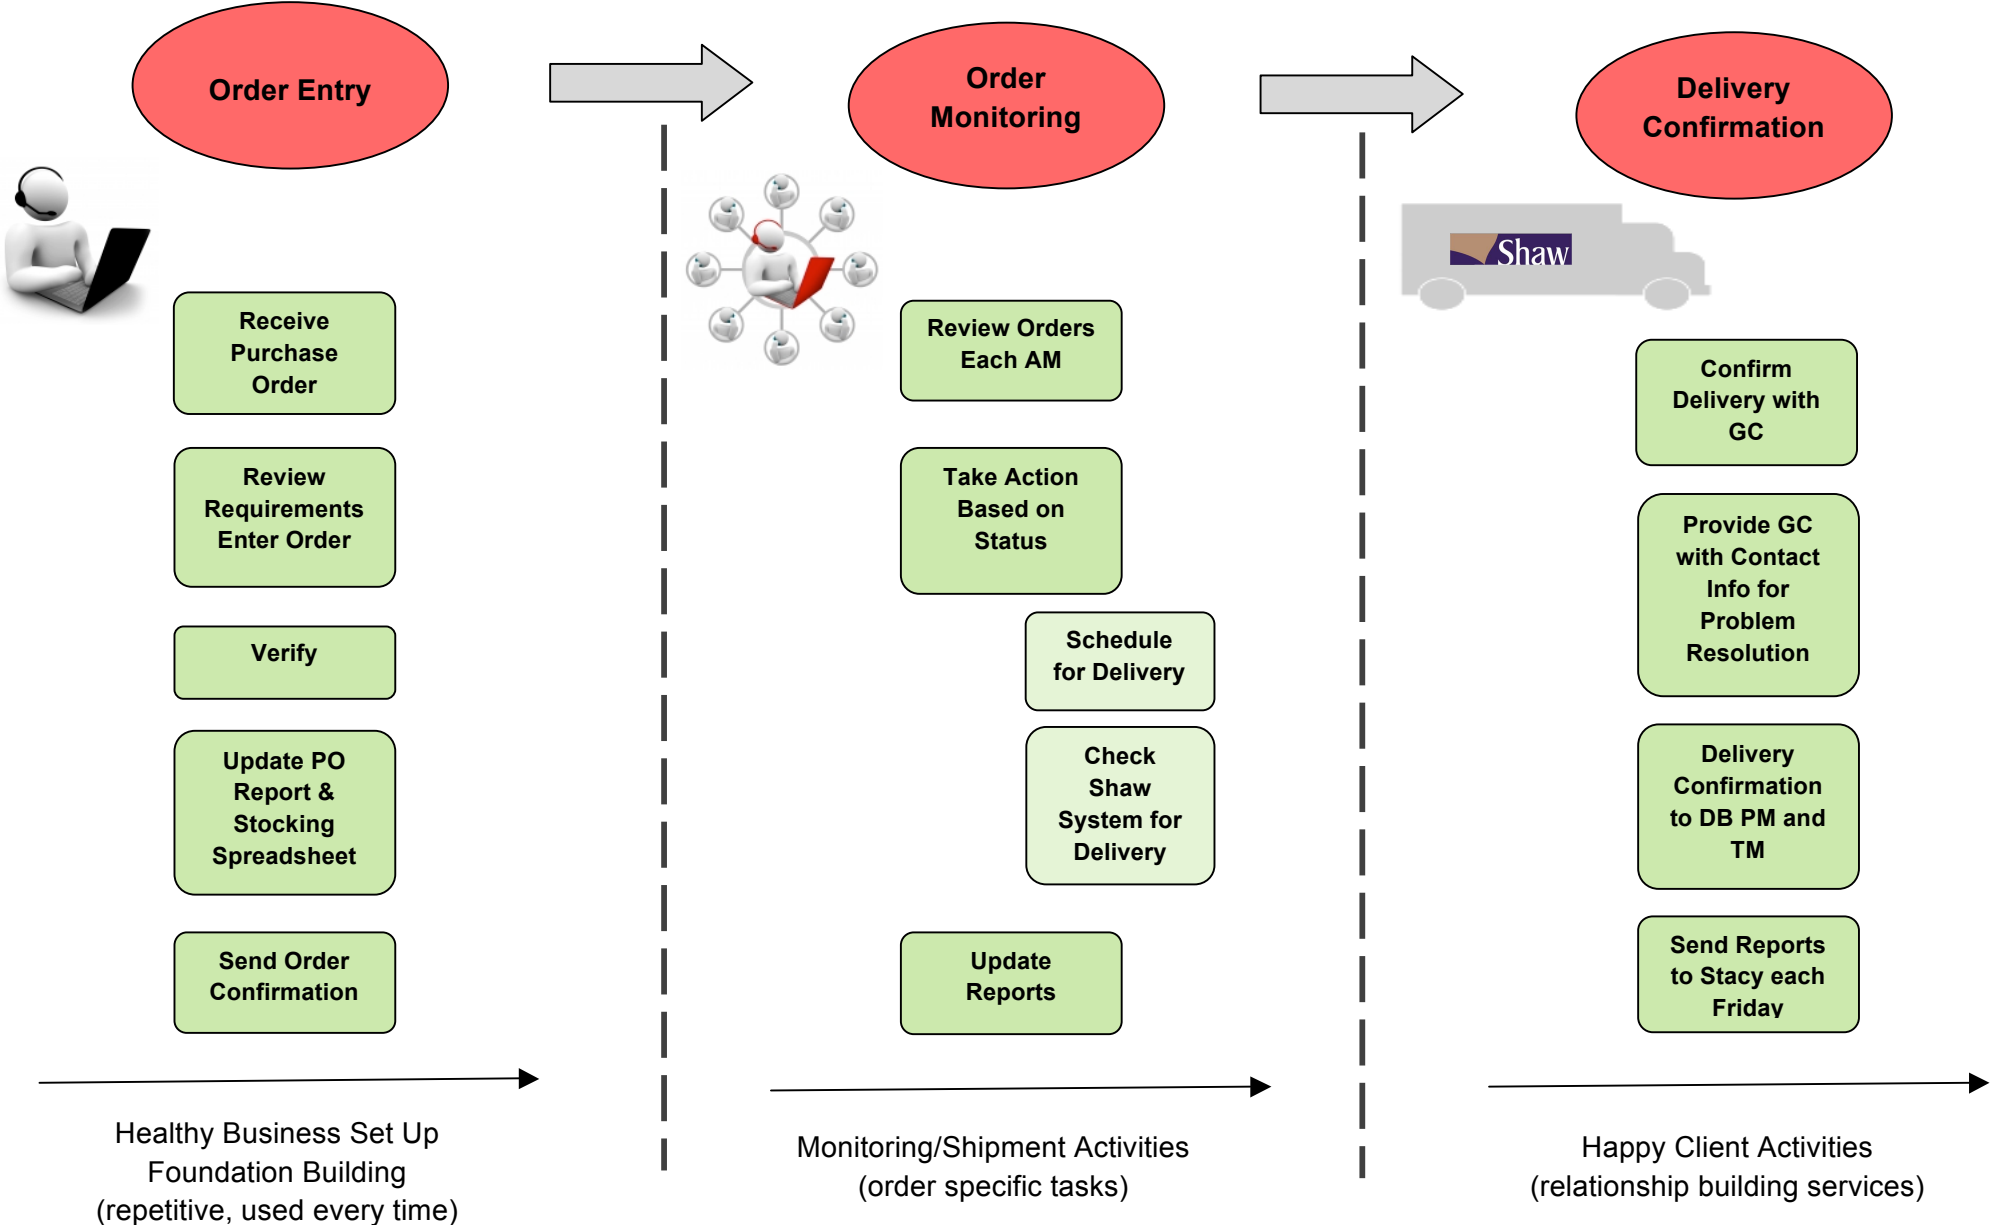 Order Entry
Order
Monitoring
Delivery
Confirmation
Shaw
Receive
Purchase
Order
Review
Requirements
Enter Order
Verify
Update PO
Report &
Stocking
Spreadsheet
Send Order
Confirmation
Healthy Business Set Up
Foundation Building
(repetitive, used every time)
Review Orders
Each AM
Take Action
Based on
Status
Schedule
for Delivery
Check
Shaw
System for
Delivery
Update
Reports
Monitoring/Shipment Activities
(order specific tasks)
Confirm
Delivery with
GC
Provide GC
with Contact
Info for
Problem
Resolution
Delivery
Confirmation
to DB PM and
TM
Send Reports
to Stacy each
Friday
Happy Client Activities
(relationship building services)